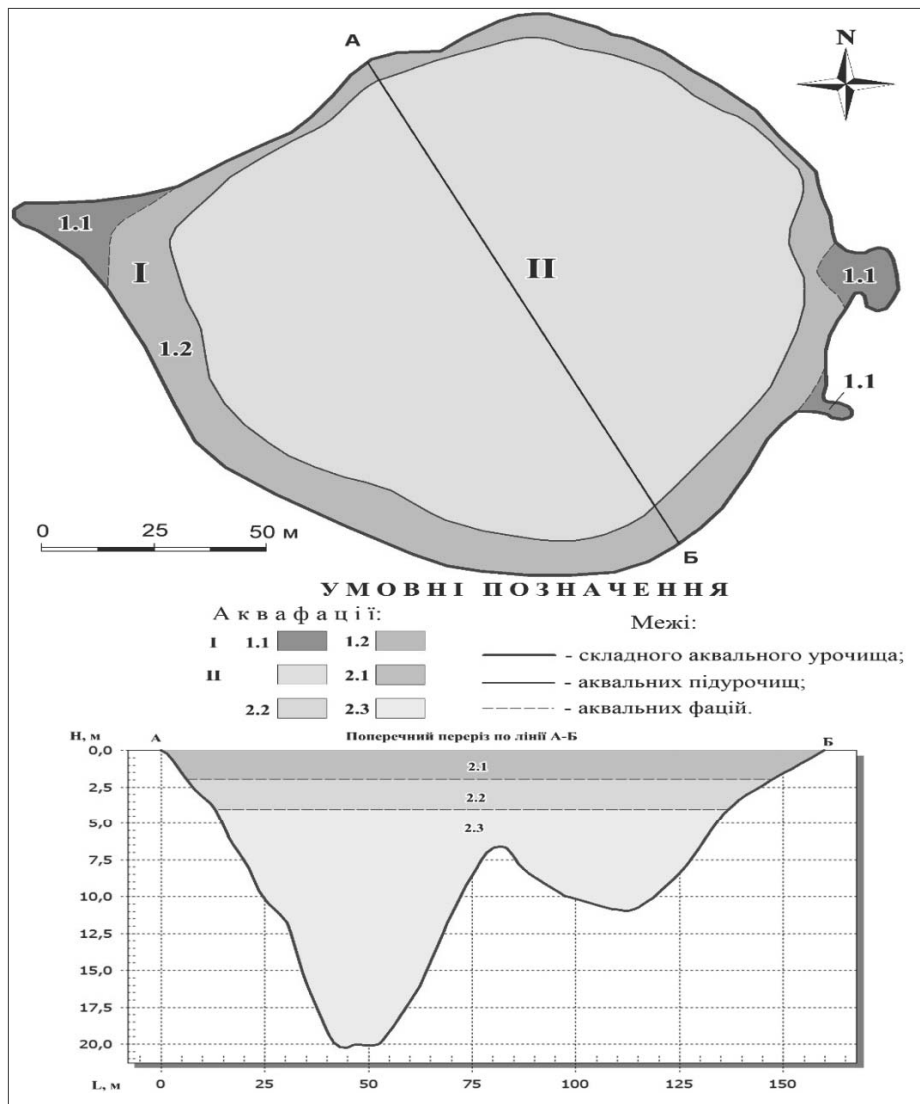 А
N
1.1
I
II
1.1
1.2
1.1
0 25 50 м
Б
УМОВНІ ПОЗНАЧЕННЯ
Аквафації:
Межі:
I 1.1 1.2
- складного аквального урочища;
II 2.1
- аквальних підурочищ;
2.2 2.3
- аквальних фацій.
Н, м А Поперечний переріз по лінії А-Б Б
0,0
2.1
2,5
2.2
5,0
2.3
7,5
10,0
12,5
15,0
17,5
20,0
L, м 0 25 50 75 100 125 150